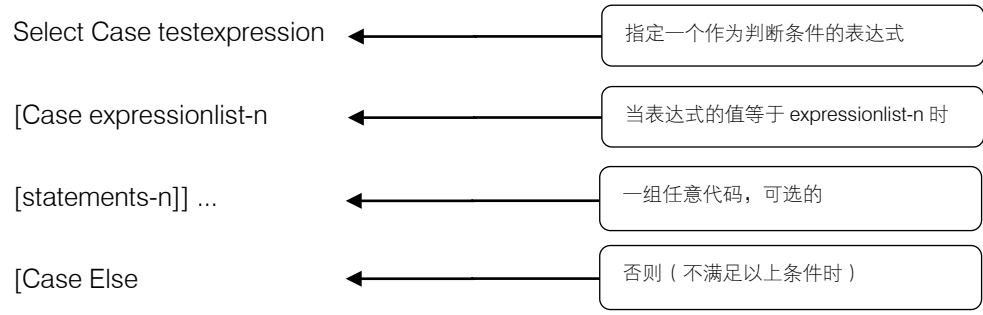 Select Case testexpression 指定一个作为判断条件的表达式
[Case expressionlist-n 当表达式的值等于 expressionlist-n 时
[statements-n]] ... 一组任意代码，可选的
[Case Else 否则（不满足以上条件时）